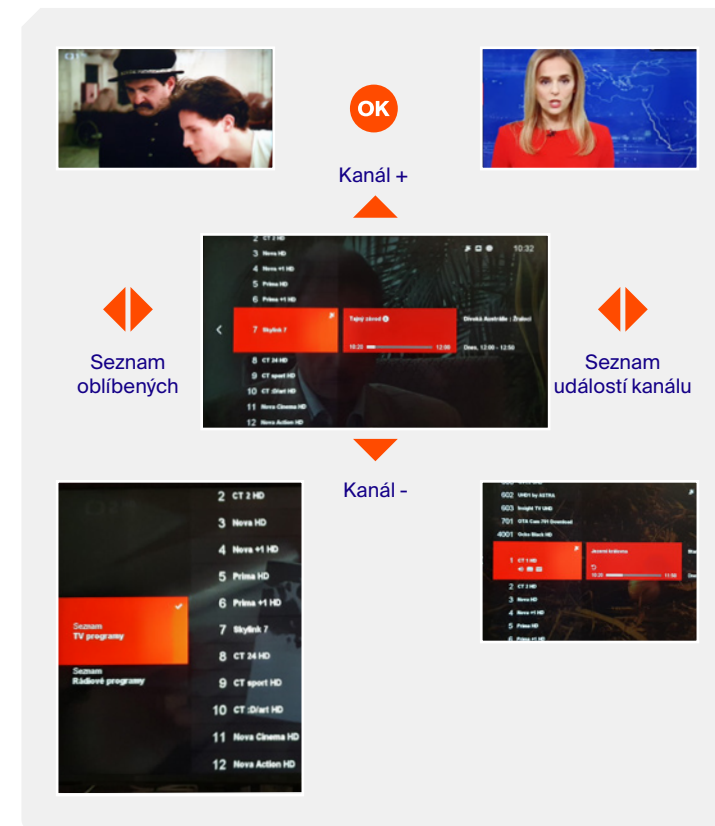 OK
Kanál +
2 CT 2 HD
3 Nova HD
4 Nova +1 HD
5 Prima HD
6 Prima +1 HD
10:32
7 Skylink 7
Tajný závod
10:20 12:00
Divoká Austrálie : Žraloci
Dnes, 12:00 - 12:50
8 CT 24 HD
9 CT sport HD
10 CT :D/art HD
11 Nova Cinema HD
12 Nova Action HD
Seznam
oblíbených
Seznam
událostí kanálu
Kanál -
2 CT 2 HD
3 Nova HD
4 Nova +1 HD
5 Prima HD
6 Prima +1 HD
7 Skylink 7
8 CT 24 HD
9 CT sport HD
10 CT :D/art HD
11 Nova Cinema HD
12 Nova Action HD
Seznam
TV programy
Seznam
Rádiové programy
602 UHD1 by ASTRA
603 Insight TV UHD
701 OTA Cam 701 Download
4001 Ocko Black HD
1 CT 1 HD
Jezerní královna
10:20 11:50
2 CT 2 HD
3 Nova HD
4 Nova +1 HD
5 Prima HD
6 Prima +1 HD